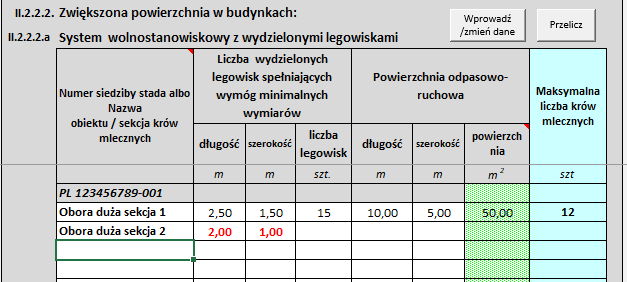 II.2.2.2. Zwiększona powierzchnia w budynkach:
Wprowadź /zmień dane
Przelicz
II.2.2.2.a System wolnostanowiskowy z wydzielonymi legowiskami
Numer siedziby stada albo
Nazwa
obiektu / sekcja krów
mlecznych
Liczba wydzielonych
legowisk spełniających
wymóg minimalnych
wymiarów
Powierzchnia odpasowo-
ruchowa
Maksymalna
liczba krów
mlecznych
długość szerokość liczba legowisk długość szerokość powierzch nia
m m szt. m m m 2 szt
PL 123456789-001
Obora duża sekcja 1 2,50 1,50 15 10,00 5,00 50,00 12
Obora duża sekcja 2 2,00 1,00